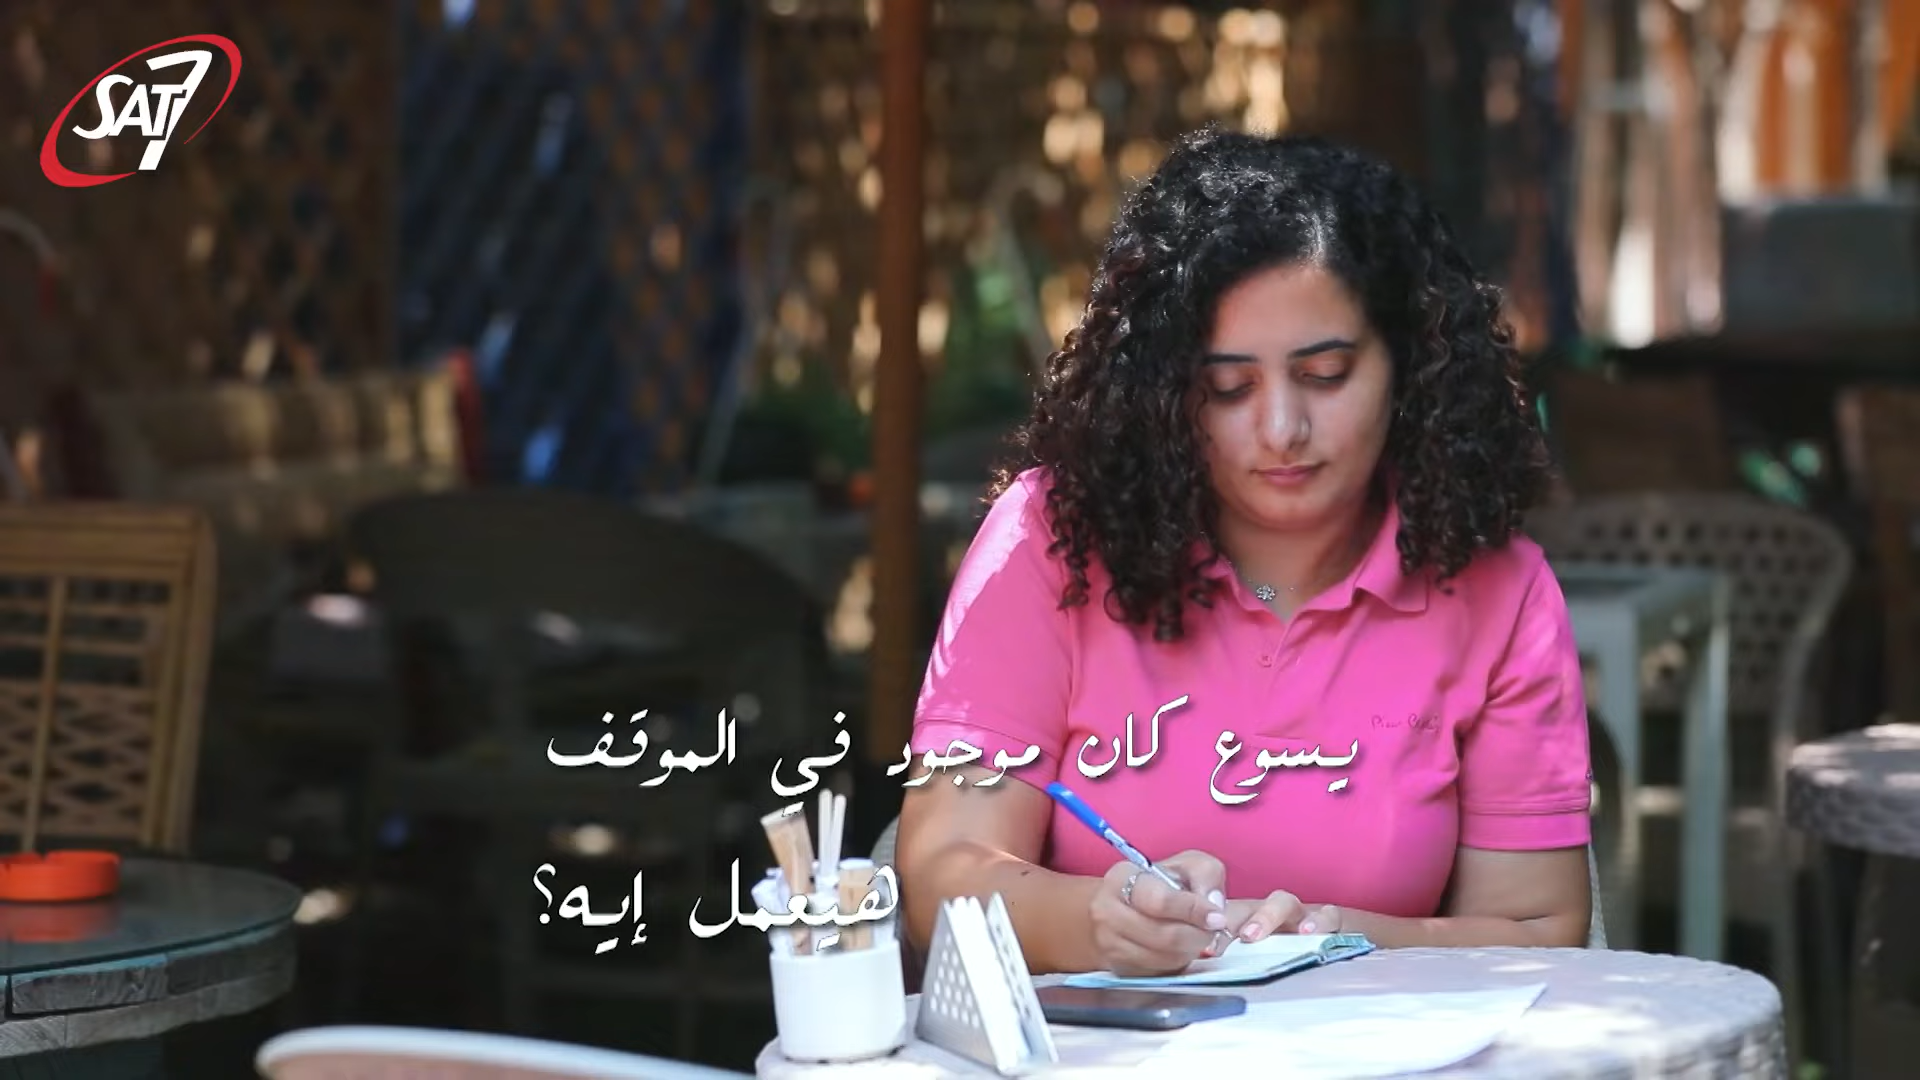 SAT7
يسوع كان موجود في الموقف
هيعمل إيه؟